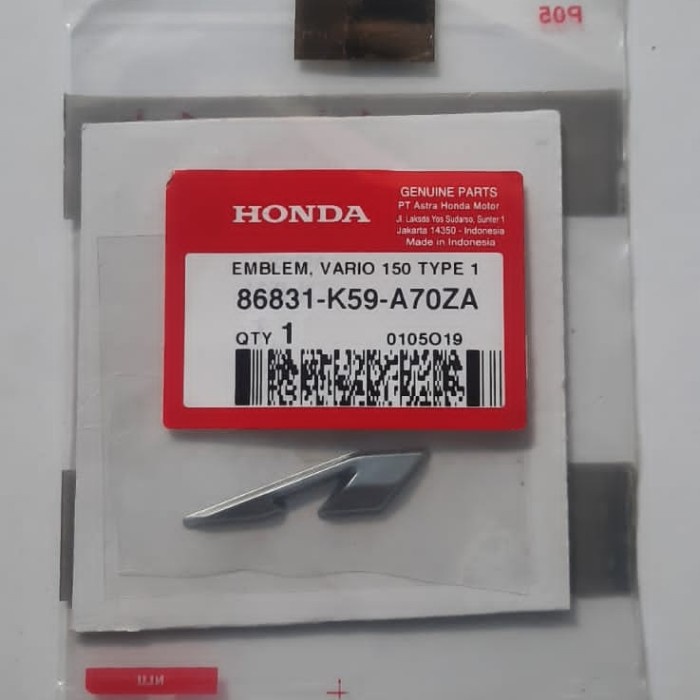 P05
GENUINE PARTS
HONDA
PT Astra Honda Motor
Jl. Laksda Yos Sudarso, Sunter 1
Jakarta 14350 - Indonesia
Made in Indonesia
EMBLEM, VARIO 150 TYPE 1
86831-K59-A70ZA
QTY 1
0105O19